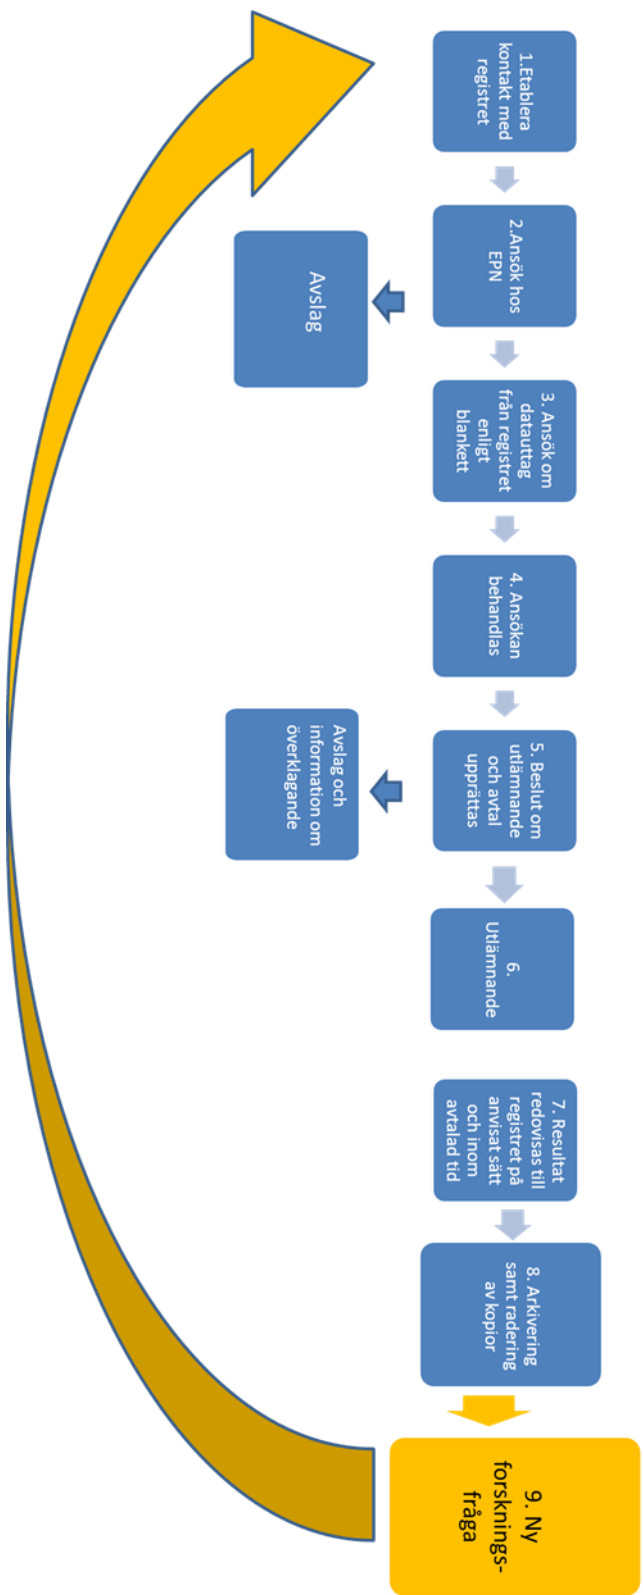 1.Etablera
kontakt med
registret
2.Ansök hos
EPN
Avslag
3. Ansök om
datauttag
från registret
enligt
blankett
4. Ansökan
behandlas
5. Beslut om
utlämnande
och avtal
upprättas
Avslag och
information om
överklagande
6.
Utlämnande
7. Resultat
redovisas till
registret på
anvisat sätt
och inom
avtalad tid
8. Arkivering
samt radering
av kopior
9. Ny
forsknings-
fråga